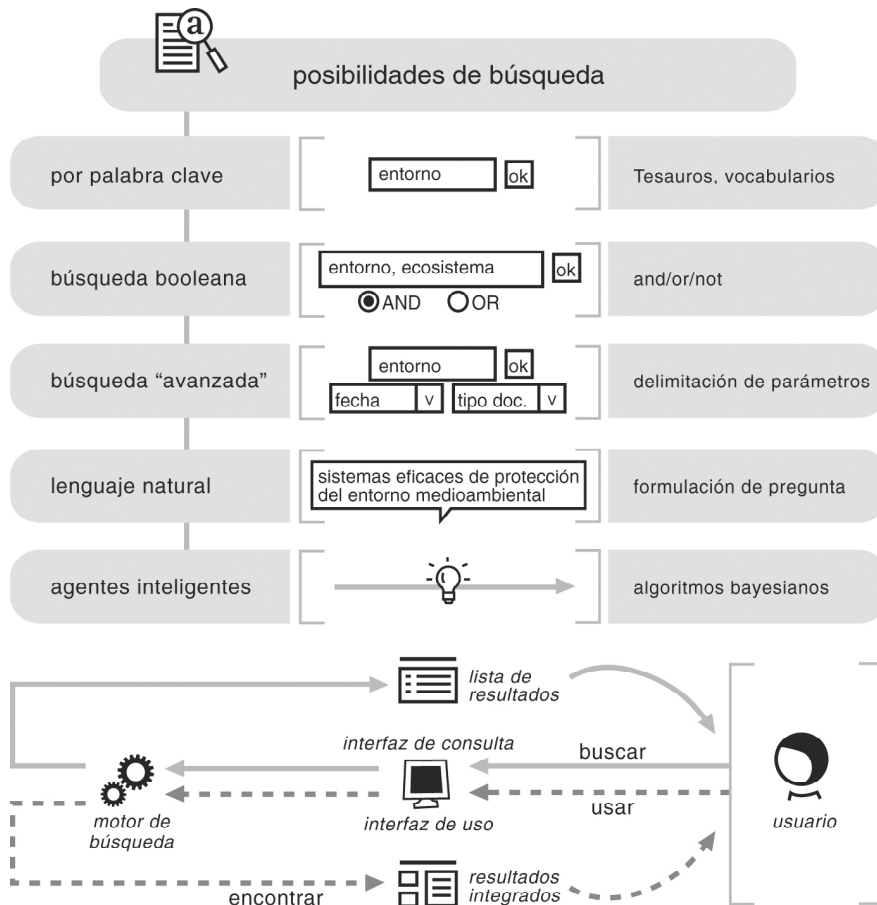 a
posibilidades de búsqueda
por palabra clave
entorno
ok
Tesauros, vocabularios
búsqueda booleana
entorno, ecosistema
ok
AND
OR
and/or/not
búsqueda “avanzada”
entorno
ok
fecha
v
tipo doc.
v
delimitación de parámetros
lenguaje natural
sistemas eficaces de protección
del entorno medioambiental
formulación de pregunta
agentes inteligentes
algoritmos bayesianos
lista de
resultados
interfaz de consulta
buscar
motor de
búsqueda
interfaz de uso
usar
usuario
encontrar
resultados
integrados